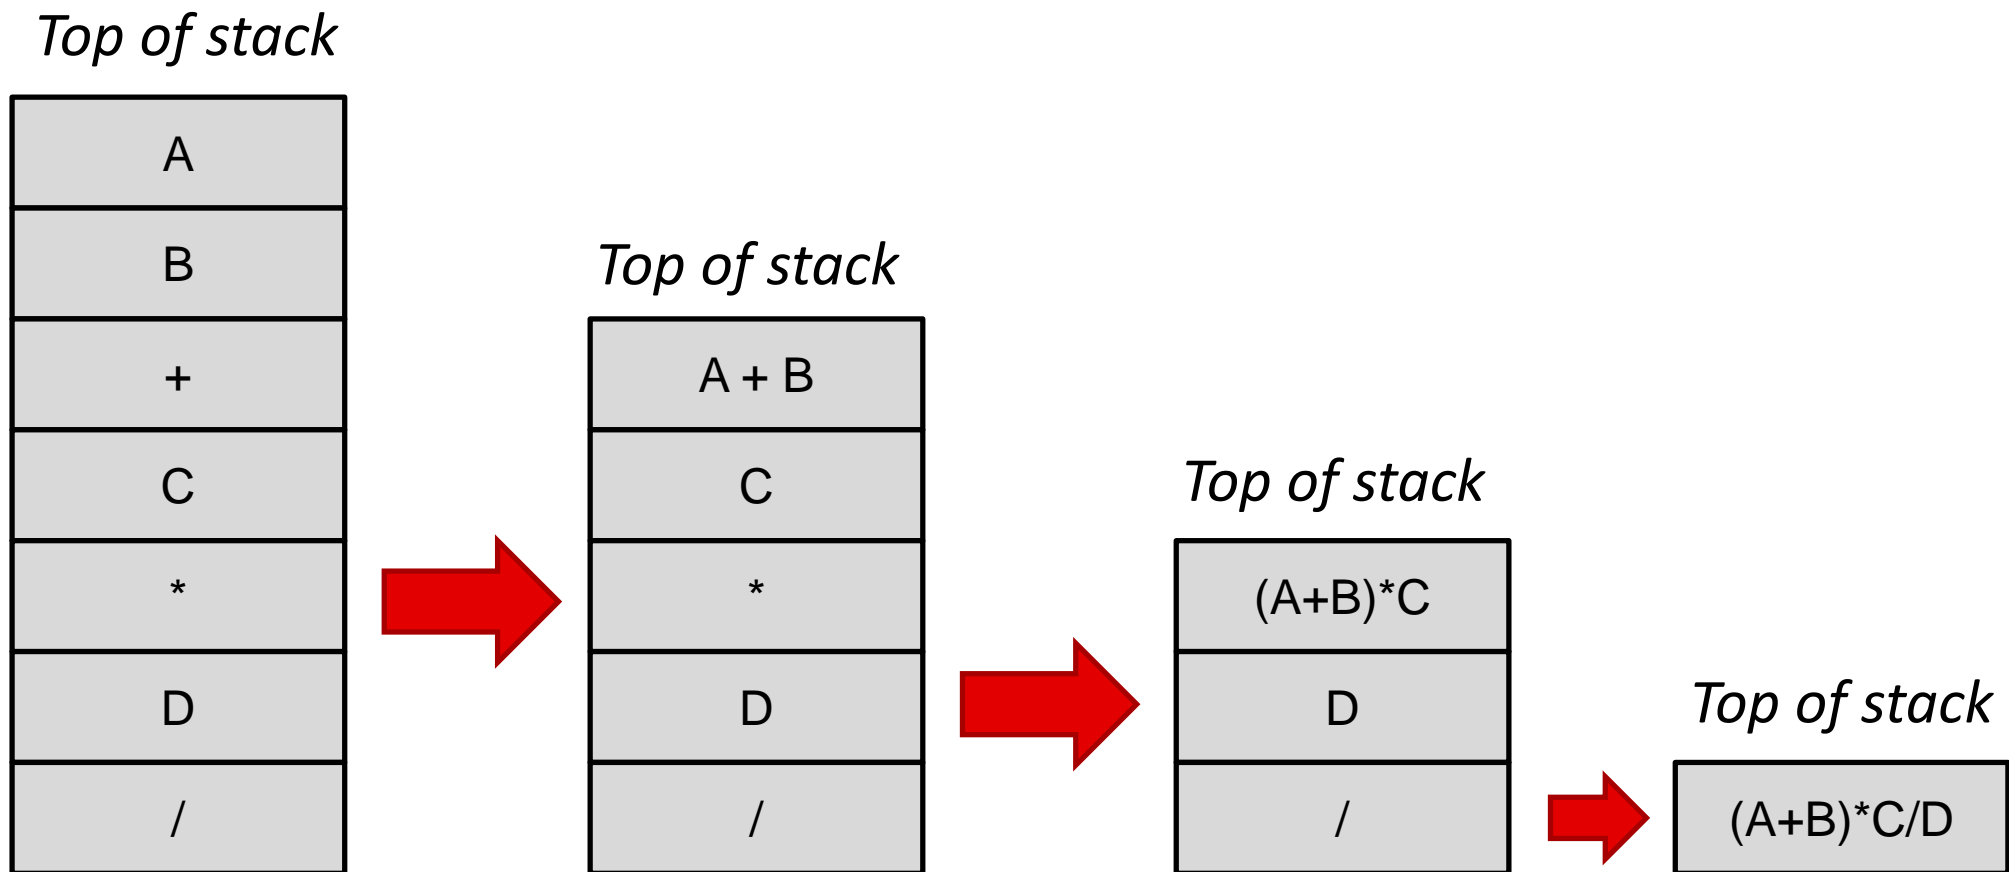 Top of stack
A
B
+
C
*
D
/
Top of stack
A + B
C
*
D
/
Top of stack
(A+B)*C
D
/
Top of stack
(A+B)*C/D